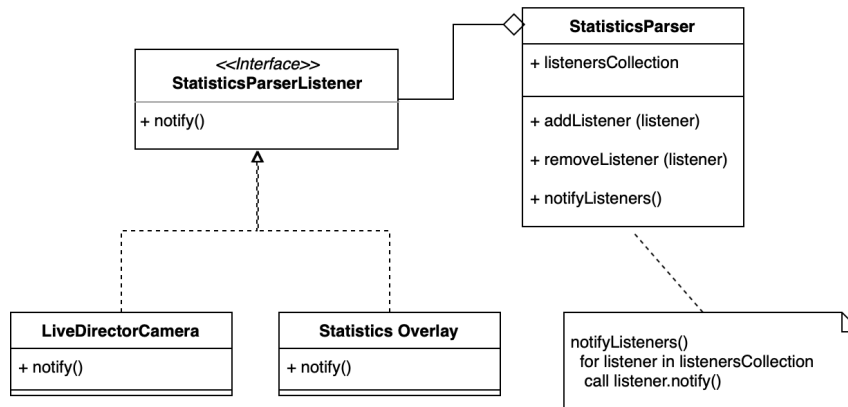 <<Interface>>
StatisticsParserListener
+ notify()
StatisticsParser
+ listenersCollection
+ addListener (listener)
+ removeListener (listener)
+ notifyListeners()
LiveDirectorCamera
+ notify()
Statistics Overlay
+ notify()
notifyListeners()
for listener in listenersCollection
call listener.notify()